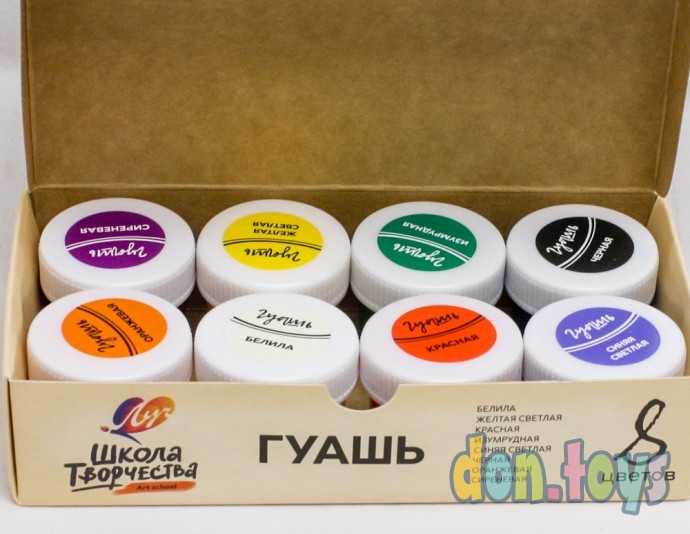 СИРЕНЕВАЯ
Гуашь
ЖЕЛТАЯ
СВЕТЛАЯ
Гуашь
ИЗУМРУДНАЯ
Гуашь
Гуашь
ЧЕРНАЯ
ОРАНЖЕВАЯ
Гуашь
Гуашь
БЕЛИЛА
Гуашь
КРАСНАЯ
Гуашь
СИНЯЯ
СВЕТЛАЯ
Луч
ШКОЛА
ТВОРЧЕСТВА
Art school
ГУАШЬ
БЕЛИЛА
ЖЕЛТАЯ СВЕТЛАЯ
КРАСНАЯ
ИЗУМРУДНАЯ
СИНЯЯ СВЕТЛАЯ
ЧЕРНАЯ
ОРАНЖЕВАЯ
СИРЕНЕВАЯ
8
цветов
don.toys